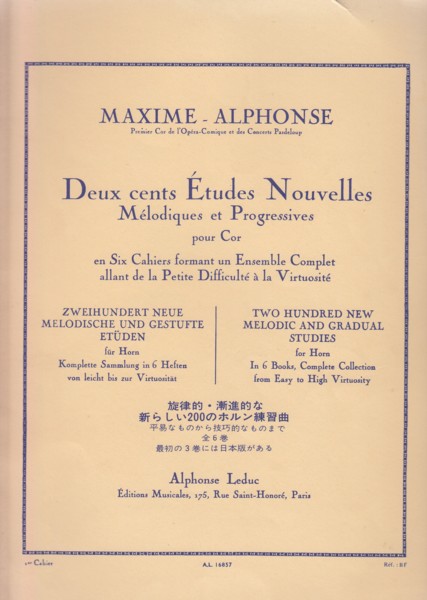 MAXIME - ALPHONSE
Premier Cor de l'Opéra-Comique et des Concerts Pasdeloup
Deux cents Études Nouvelles
Mélodiques et Progressives
pour Cor
en Six Cahiers formant un Ensemble Complet
allant de la Petite Difficulté à la Virtuosité
ZWEIHUNDERT NEUE
MELODISCHE UND GESTUFTE
ETÜDEN
für Horn
Komplette Sammlung in 6 Heften
von leicht bis zur Virtuorität
TWO HUNDRED NEW
MELODIC AND GRADUAL
STUDIES
for Horn
In 6 Books, Complete Collection
from Easy to High Virtuosity
旋律的・漸進的な
新らしい200のホルン練習曲
平易なものから技巧的なものまで
全6巻
最初の3巻には日本版がある
Alphonse Leduc
Éditions Musicales, 175, Rue Saint-Honoré, Paris
Cahier
A.L. 16857
Réf. : BF